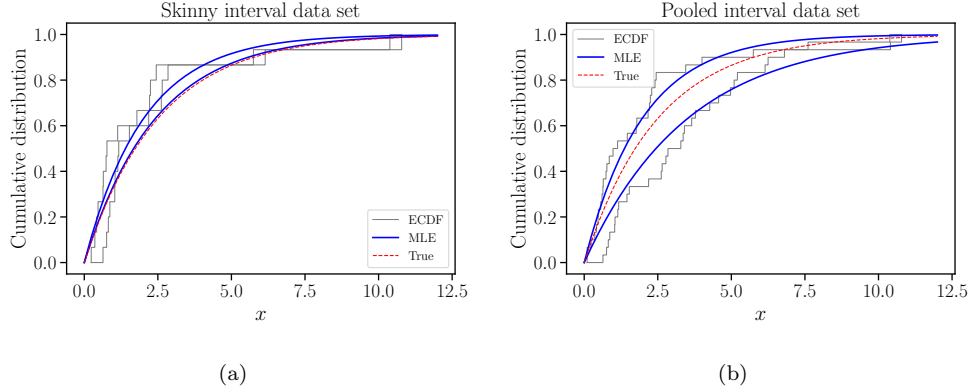 Skinny interval data set
Cumulative distribution
1.0
0.8
0.6
0.4
0.2
0.0
0.0 2.5 5.0 7.5 10.0 12.5
x
ECDF
MLE
True
(a)
Pooled interval data set
Cumulative distribution
1.0
0.8
0.6
0.4
0.2
0.0
0.0 2.5 5.0 7.5 10.0 12.5
x
ECDF
MLE
True
(b)